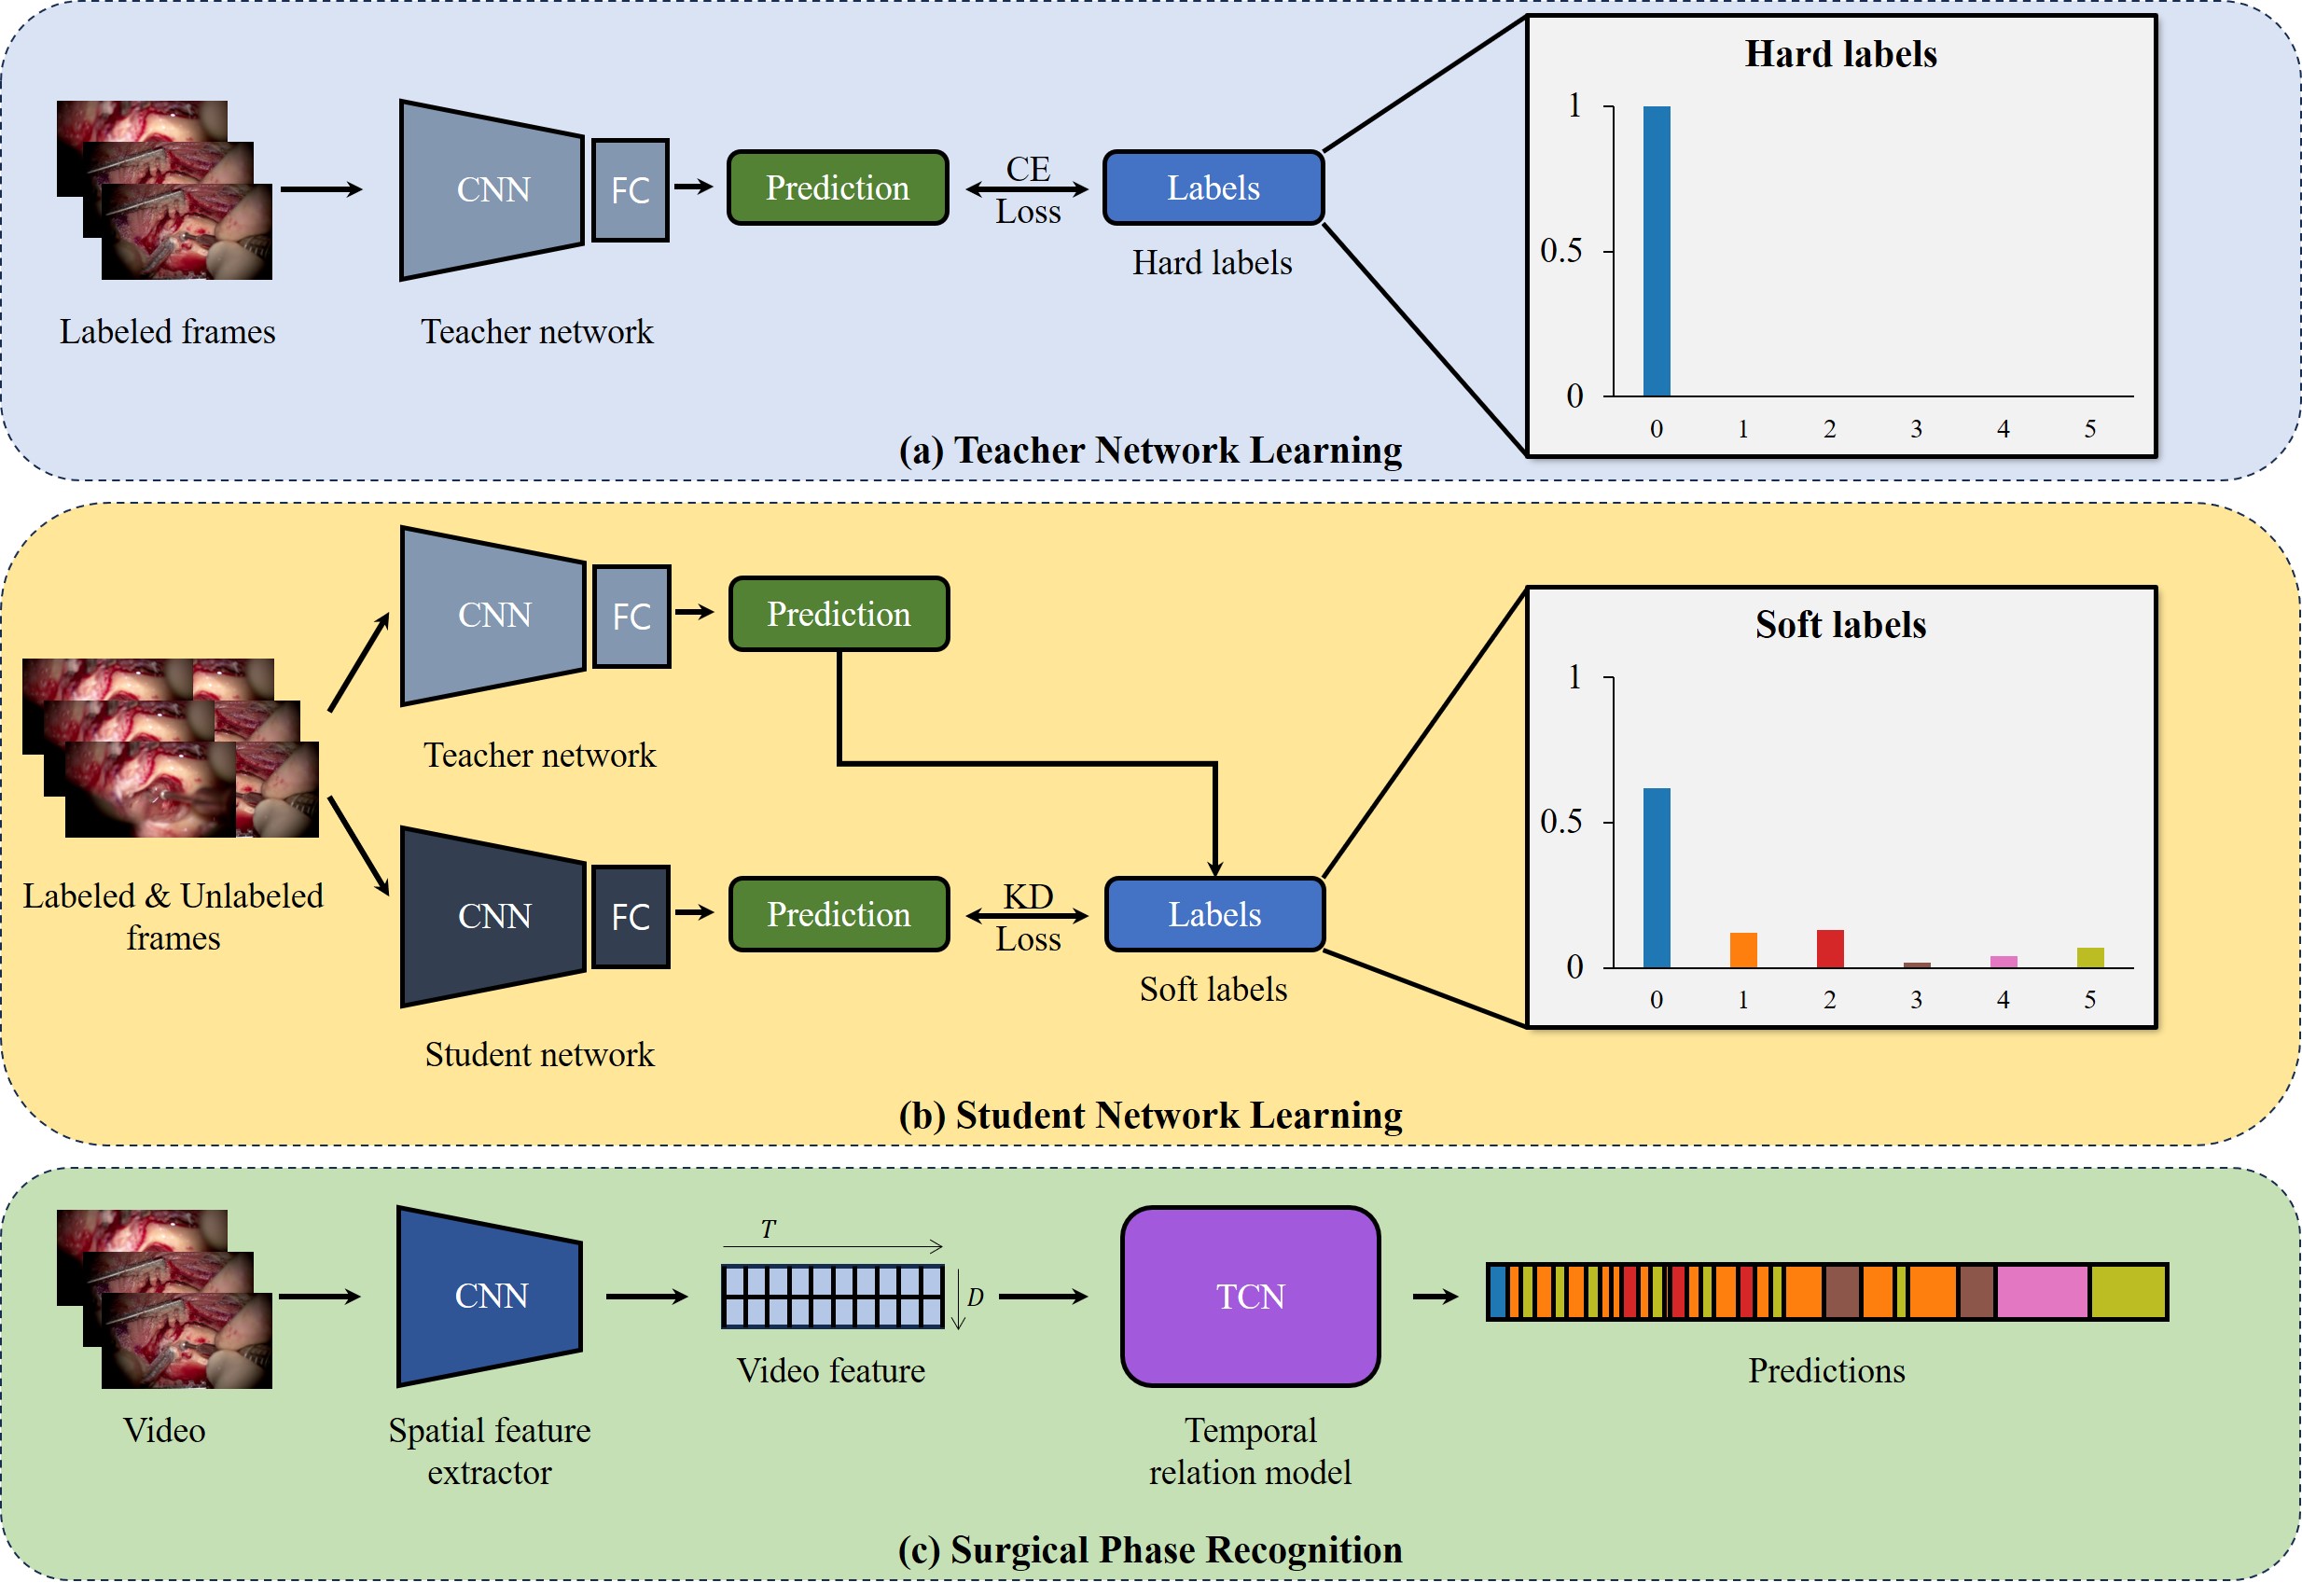 Hard labels
1
0.5
0
0 1 2 3 4 5
CNN
FC
Prediction
CE
Loss
Labels
Hard labels
Labeled frames
Teacher network
(a) Teacher Network Learning
CNN
FC
Prediction
Teacher network
Labeled & Unlabeled
frames
CNN
FC
Prediction
KD
Loss
Labels
Soft labels
Student network
Soft labels
1
0.5
0
0 1 2 3 4 5
(b) Student Network Learning
Video
CNN
Spatial feature
extractor
T
D
Video feature
TCN
Temporal
relation model
Predictions
(c) Surgical Phase Recognition